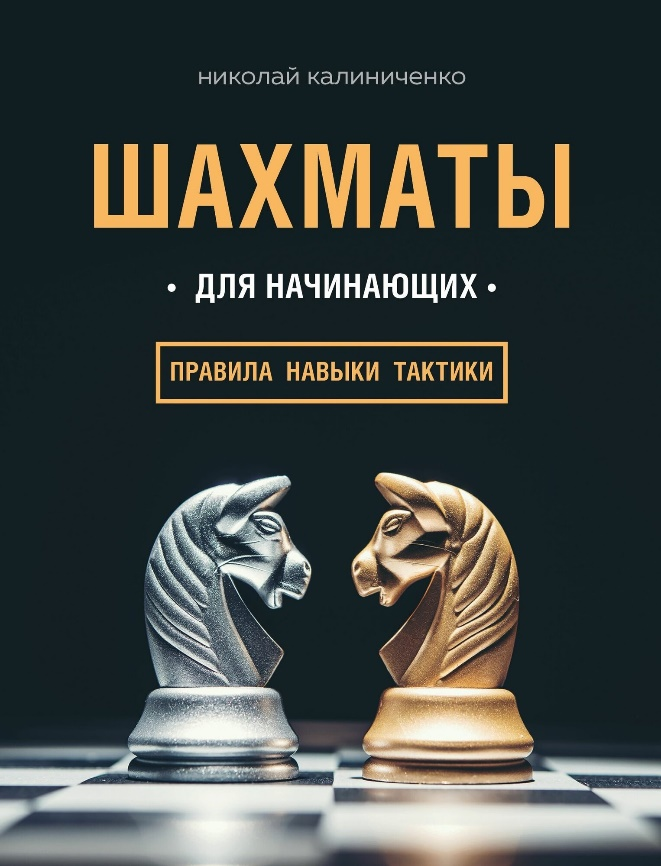 николай калиниченко
ШАХМАТЫ
• ДЛЯ НАЧИНАЮЩИХ •
ПРАВИЛА НАВЫКИ ТАКТИКИ